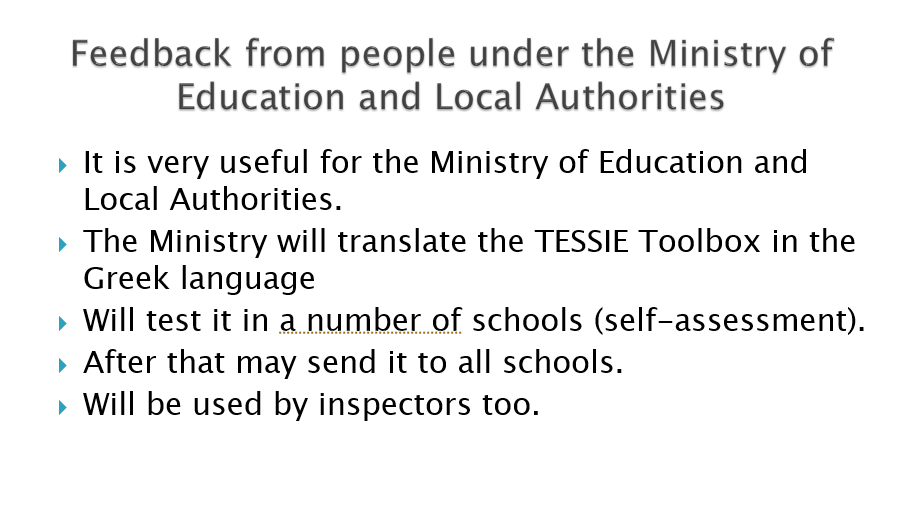 Feedback from people under the Ministry of
Education and Local Authorities
It is very useful for the Ministry of Education and
Local Authorities.
The Ministry will translate the TESSIE Toolbox in the
Greek language
Will test it in a number of schools (self-assessment).
After that may send it to all schools.
Will be used by inspectors too.